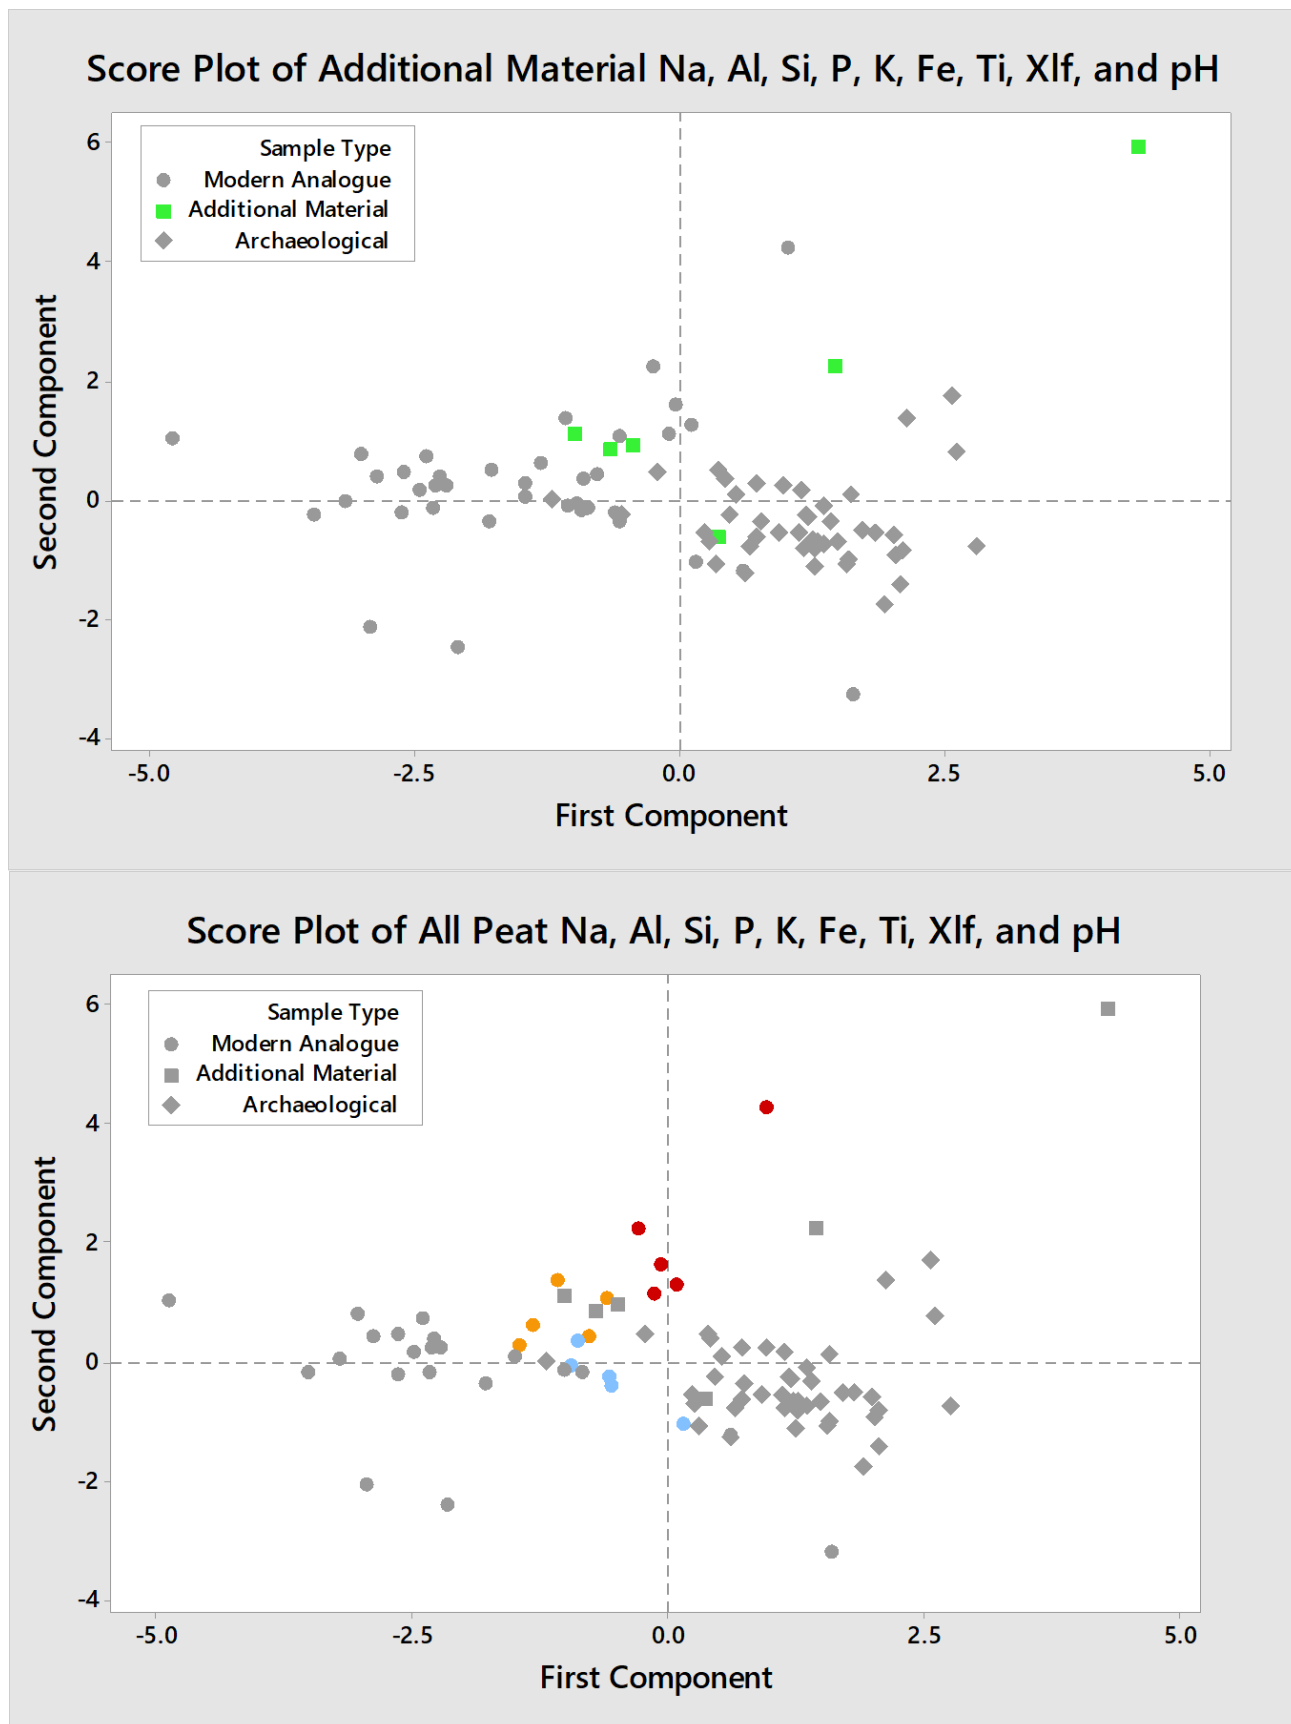 Score Plot of Additional Material Na, Al, Si, P, K, Fe, Ti, Xlf, and pH
Sample Type
Modern Analogue
Additional Material
Archaeological
6
4
2
0
-2
-4
Second Component
-5.0 -2.5 0.0 2.5 5.0
First Component
Score Plot of All Peat Na, Al, Si, P, K, Fe, Ti, Xlf, and pH
Sample Type
Modern Analogue
Additional Material
Archaeological
6
4
2
0
-2
-4
Second Component
-5.0 -2.5 0.0 2.5 5.0
First Component